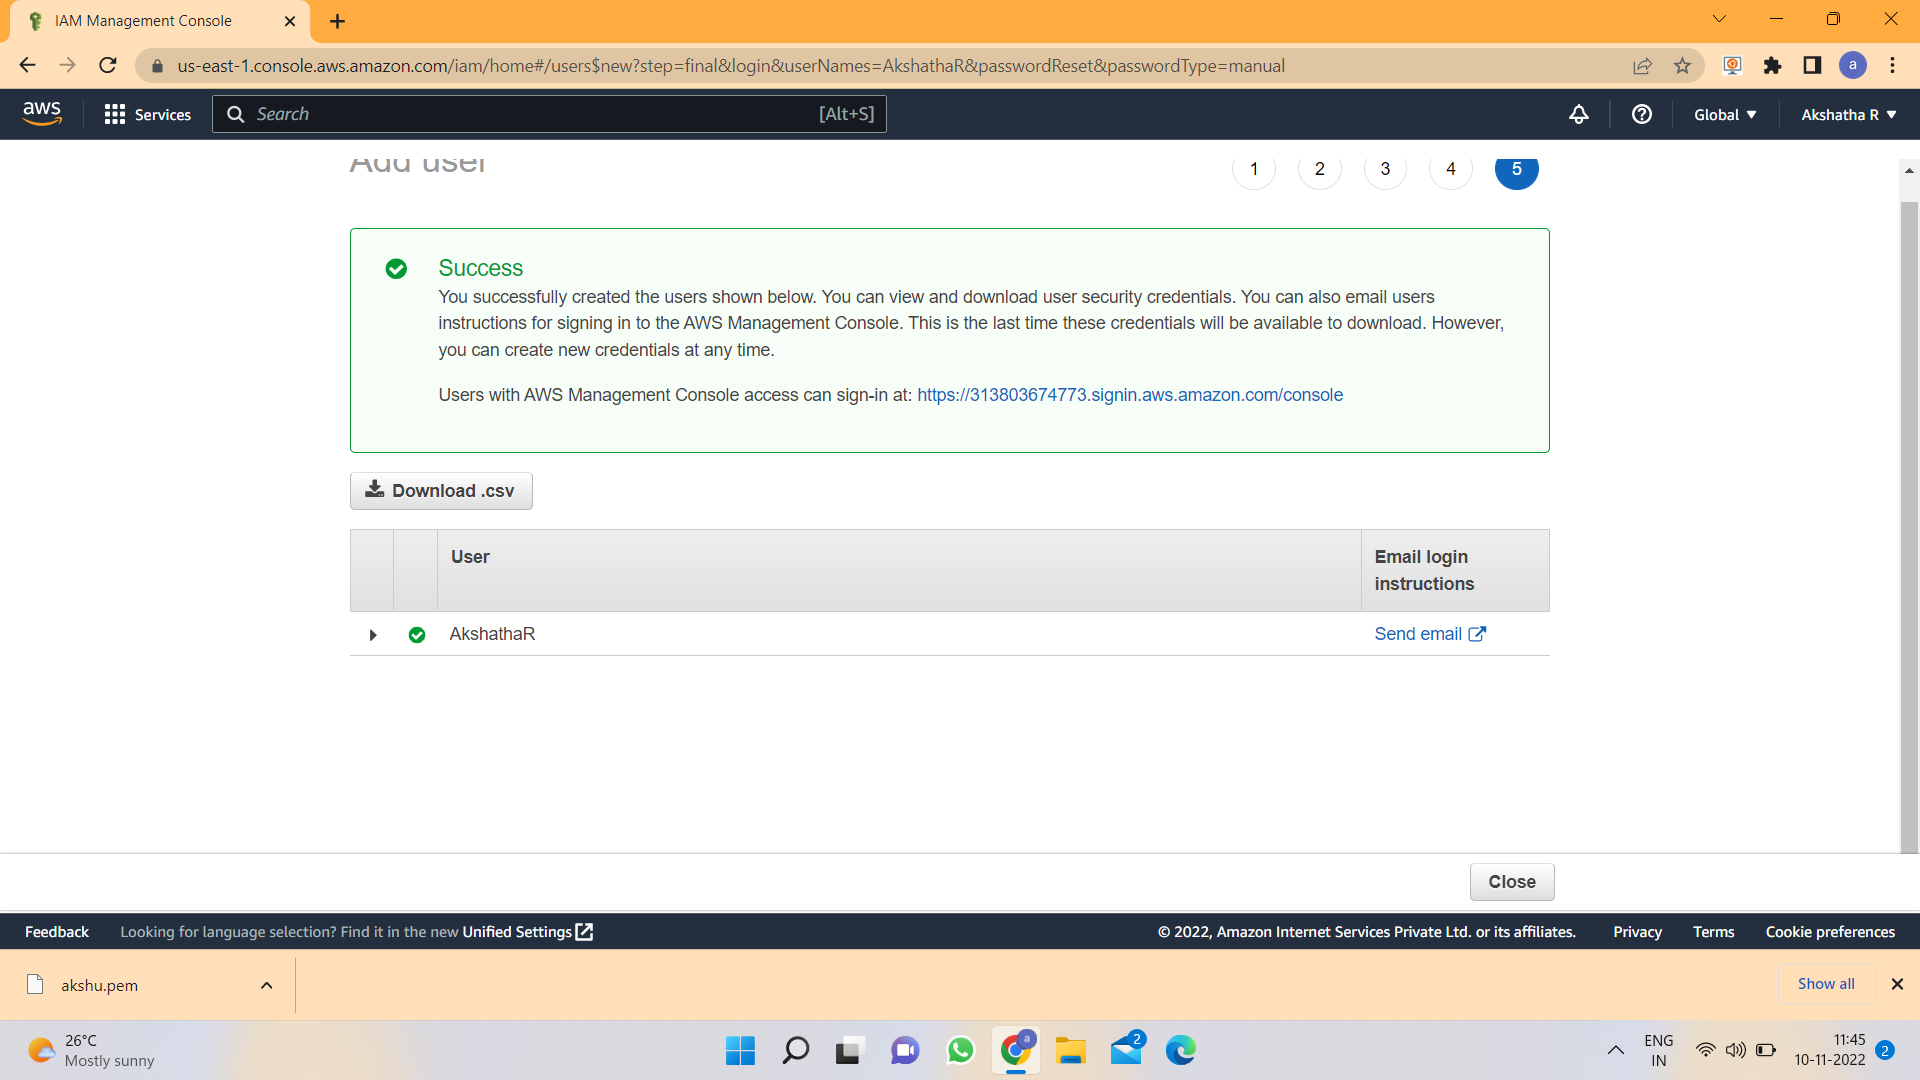 IAM Management Console
us-east-1.console.aws.amazon.com/iam/home#/users$new?step=final&login&userNames=AkshathaR&passwordReset&passwordType=manual
a
aws
Services
Search
[Alt+S]
Global
Akshatha R
Add user
1
2
3
4
5
Success
You successfully created the users shown below. You can view and download user security credentials. You can also email users
instructions for signing in to the AWS Management Console. This is the last time these credentials will be available to download. However,
you can create new credentials at any time.
Users with AWS Management Console access can sign-in at: https://313803674773.signin.aws.amazon.com/console
Download .csv
User
Email login
instructions
AkshathaR
Send email
Close
Feedback
Looking for language selection? Find it in the new Unified Settings
© 2022, Amazon Internet Services Private Ltd. or its affiliates.
Privacy
Terms
Cookie preferences
akshu.pem
Show all
26°C
Mostly sunny
a
2
ENG
IN
11:45
10-11-2022
2